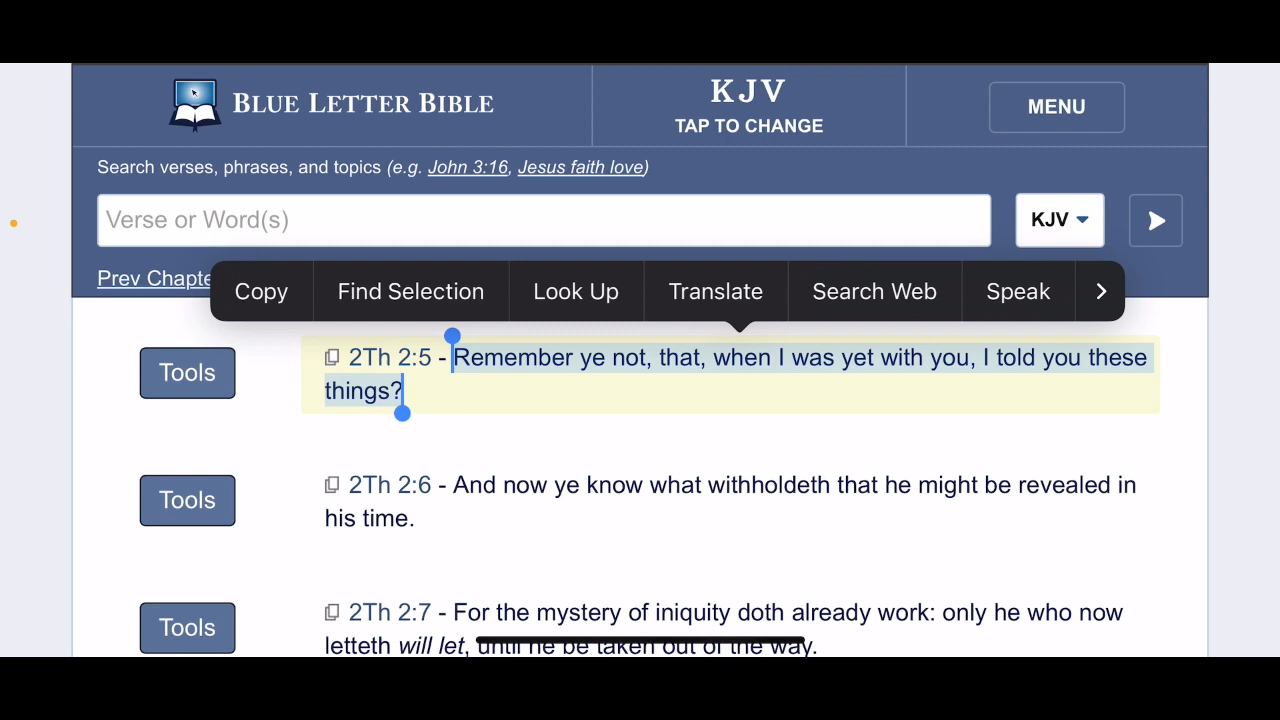 BLUE LETTER BIBLE
KJV
TAP TO CHANGE
MENU
Search verses, phrases, and topics (e.g. John 3:16, Jesus faith love)
Verse or Word(s)
KJV
Prev Chapte
Copy
Find Selection
Look Up
Translate
Search Web
Speak
Tools
2Th 2:5 - Remember ye not, that, when I was yet with you, I told you these
things?
Tools
2Th 2:6 - And now ye know what withholdeth that he might be revealed in
his time.
Tools
2Th 2:7 - For the mystery of iniquity doth already work: only he who now
letteth will let, until he be taken out of the way.